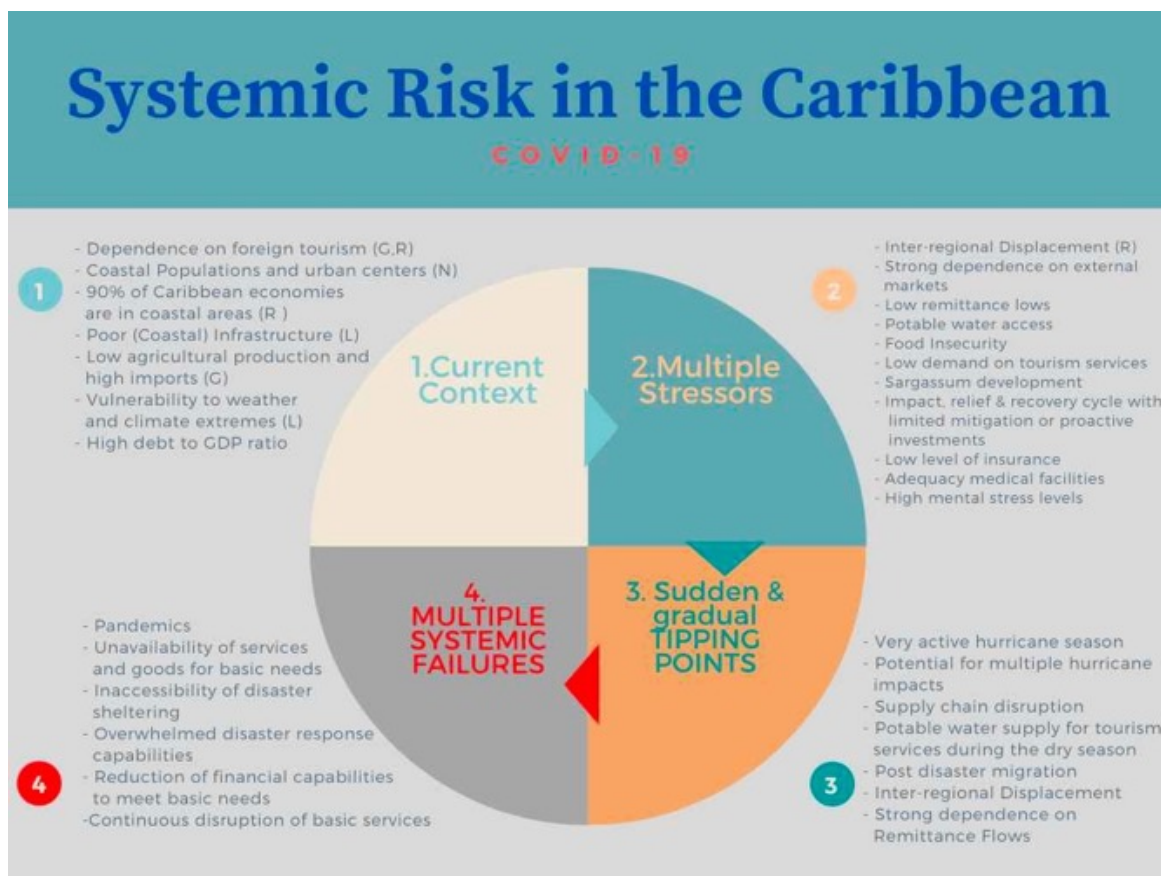 Systemic Risk in the Caribbean
COVID-19
1
- Dependence on foreign tourism (G,R)
- Coastal Populations and urban centers (N)
- 90% of Caribbean economies
are in coastal areas (R )
- Poor (Coastal) Infrastructure (L)
- Low agricultural production and
high imports (G)
- Vulnerability to weather
and climate extremes (L)
- High debt to GDP ratio
1.Current
Context
2.Multiple
Stressors
2
- Inter-regional Displacement (R)
- Strong dependence on external
markets
- Low remittance lows
- Potable water access
- Food Insecurity
- Low demand on tourism services
- Sargassum development
- Impact, relief & recovery cycle with
limited mitigation or proactive
investments
- Low level of insurance
- Adequacy medical facilities
- High mental stress levels
3. Sudden &
gradual
TIPPING
POINTS
3
- Very active hurricane season
- Potential for multiple hurricane
impacts
- Supply chain disruption
- Potable water supply for tourism
services during the dry season
- Post disaster migration
- Inter-regional Displacement
- Strong dependence on
Remittance Flows
4.
MULTIPLE
SYSTEMIC
FAILURES
4
- Pandemics
- Unavailability of services
and goods for basic needs
- Inaccessibility of disaster
sheltering
- Overwhelmed disaster response
capabilities
- Reduction of financial capabilities
to meet basic needs
-Continuous disruption of basic services